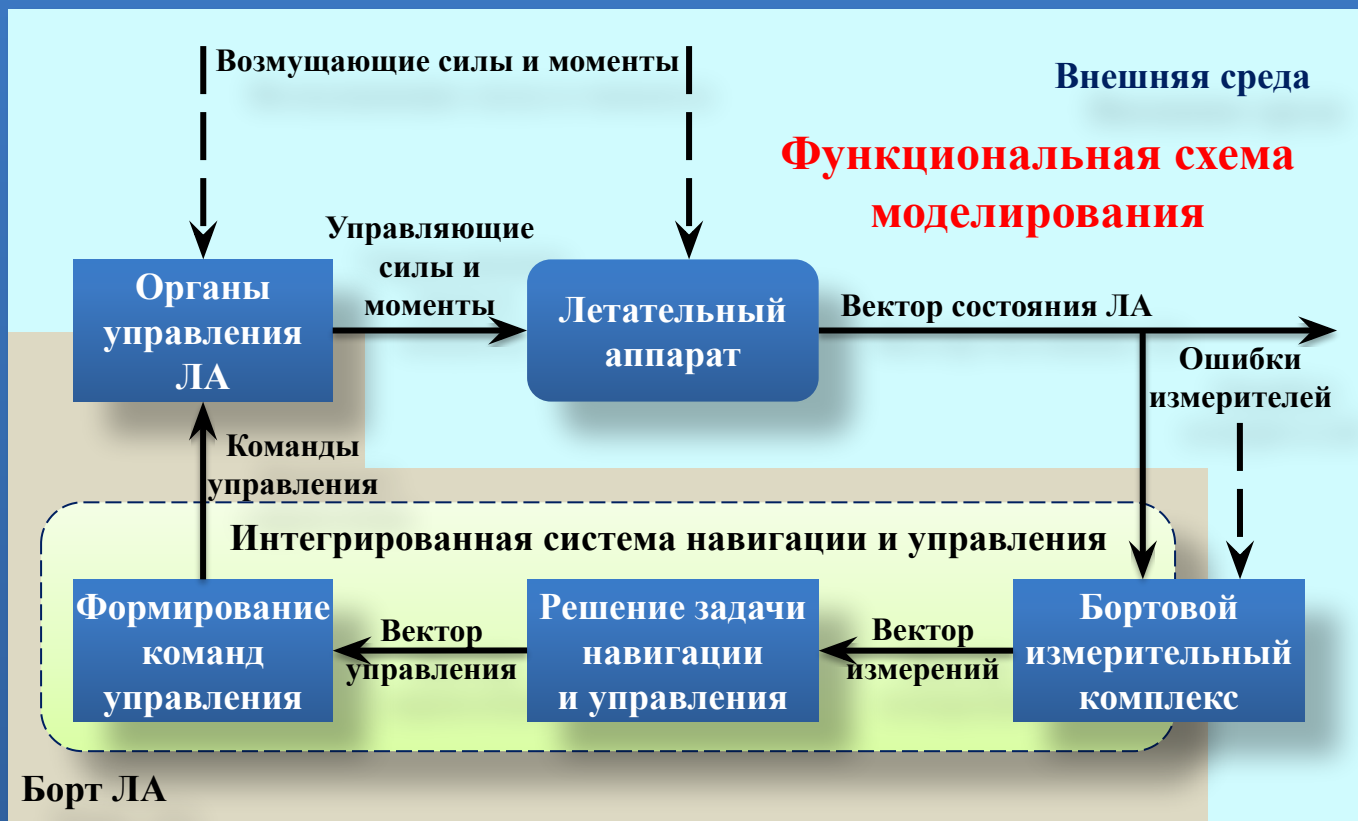 Возмущающие силы и моменты
Внешняя среда
Функциональная схема
моделирования
Управляющие
силы и
моменты
Органы
управления
ЛА
Летательный
аппарат
Вектор состояния ЛА
Ошибки
измерителей
Команды
управления
Интегрированная система навигации и управления
Формирование
команд
управления
Вектор
управления
Решение задачи
навигации
и управления
Вектор
измерений
Бортовой
измерительный
комплекс
Борт ЛА